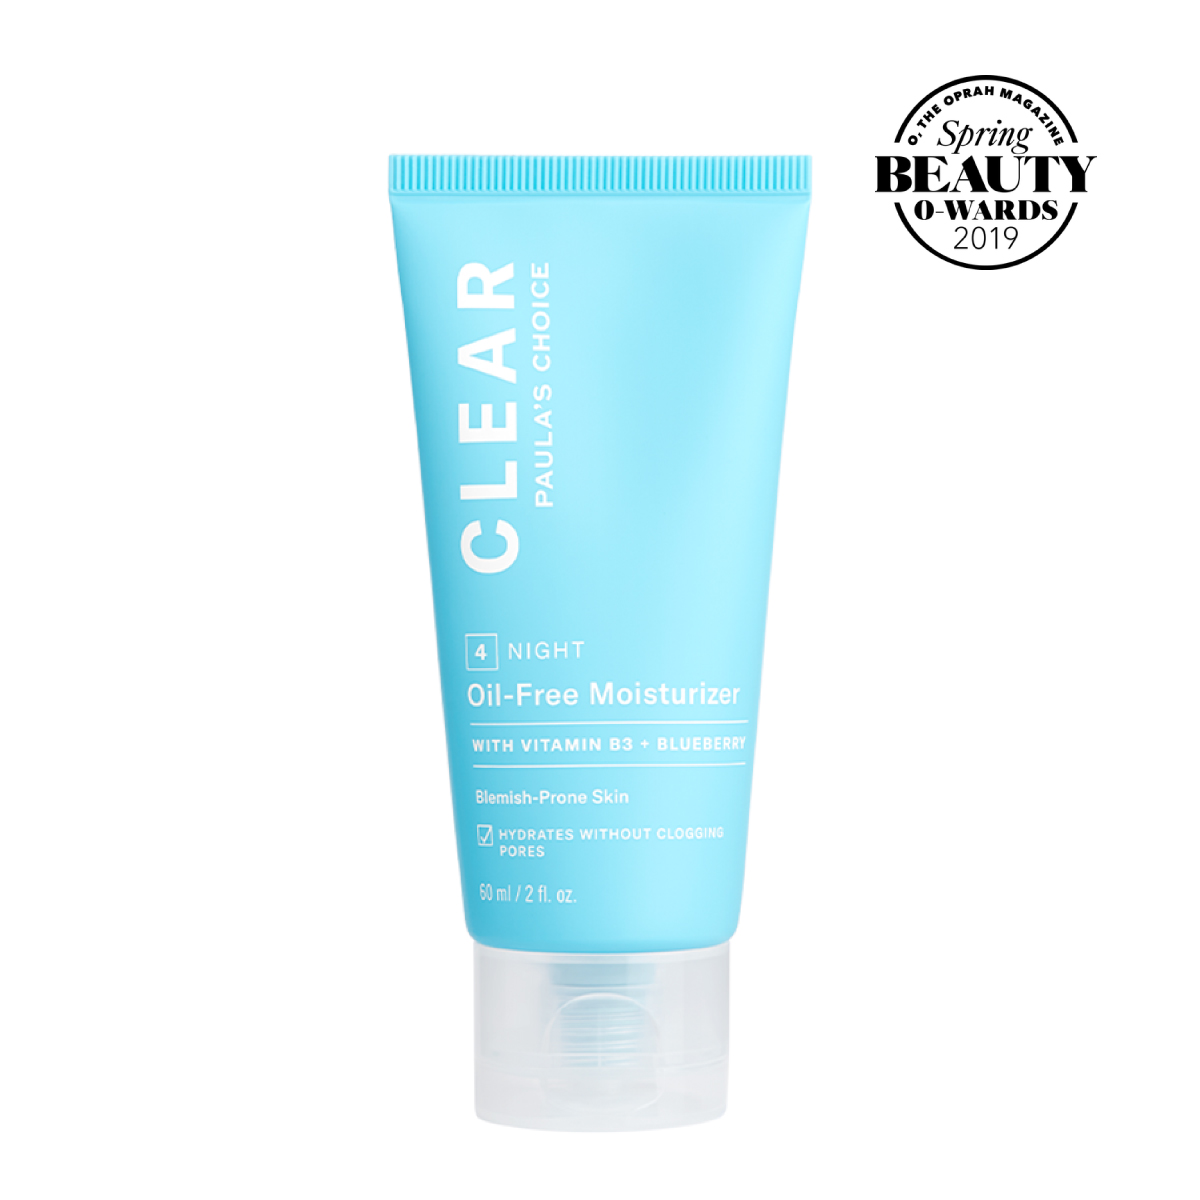 O, THE OPRAH MAGAZINE
Spring
BEAUTY
O-WARDS
2019
CLEAR
PAULA'S CHOICE
4 NIGHT
Oil-Free Moisturizer
WITH VITAMIN B3 + BLUEBERRY
Blemish-Prone Skin
HYDRATES WITHOUT CLOGGING
PORES
60 ml / 2 fl. oz.